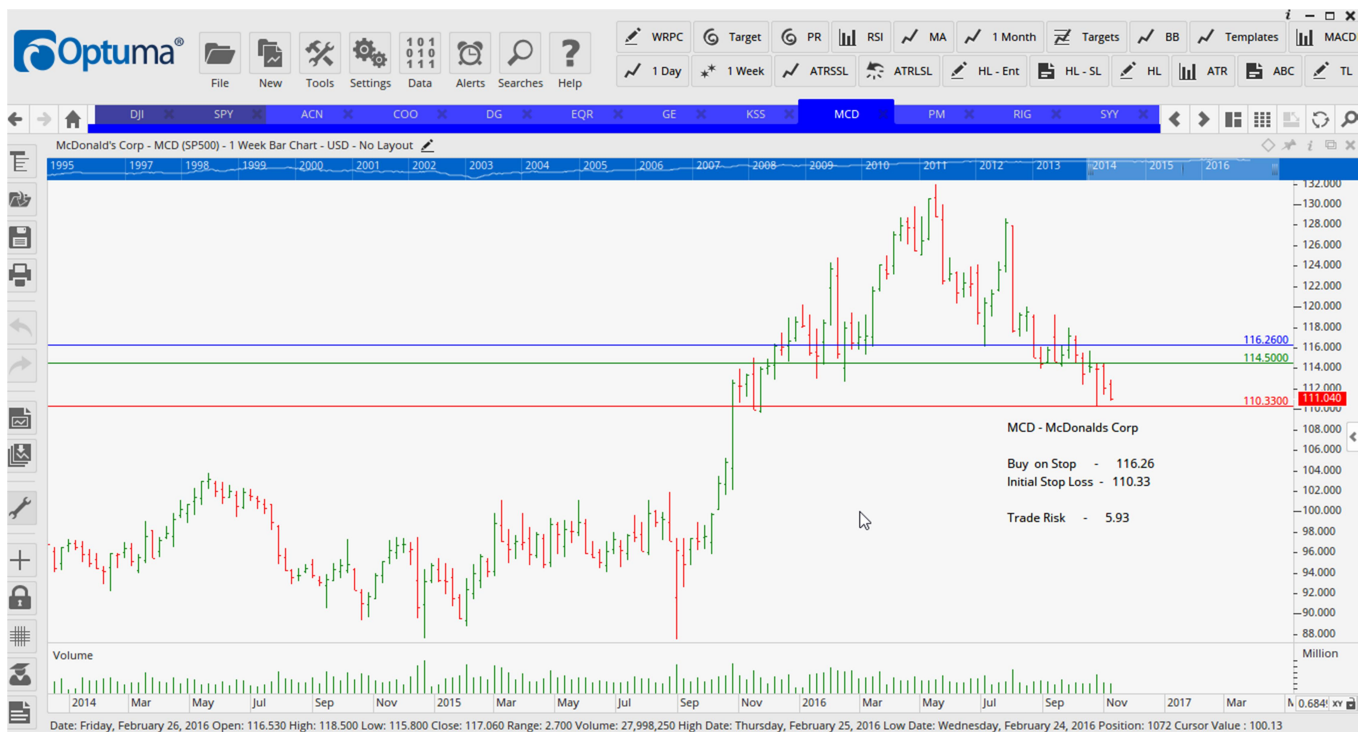 Optuma®
File New Tools Settings Data Alerts Searches Help
WRPC Target PR RSI MA 1 Month Targets BB Templates MACD
1 Day 1 Week ATRSSL ATRLSL HL - Ent HL - SL HL ATR ABC TL
DJI SPY ACN COO DG EQR GE KSS MCD PM RIG SYY
McDonald's Corp - MCD (SP500) - 1 Week Bar Chart - USD - No Layout
1995 1997 1998 1999 2000 2001 2002 2003 2004 2005 2006 2007 2008 2009 2010 2011 2012 2013 2014 2015 2016
132.000
130.000
128.000
126.000
124.000
122.000
120.000
118.000
116.2600
116.000
114.5000
114.000
112.000
111.040
110.3300
110.000
MCD - McDonalds Corp
108.000
106.000
Buy on Stop - 116.26
104.000
Initial Stop Loss - 110.33
102.000
100.000
Trade Risk - 5.93
98.000
96.000
94.000
92.000
90.000
88.000
Volume
Million
2014 Mar May Jul Sep Nov 2015 Mar May Jul Sep Nov 2016 Mar May Jul Sep Nov 2017 Mar
XY
Date: Friday, February 26, 2016 Open: 116.530 High: 118.500 Low: 115.800 Close: 117.060 Range: 2.700 Volume: 27,998,250 High Date: Thursday, February 25, 2016 Low Date: Wednesday, February 24, 2016 Position: 1072 Cursor Value : 100.13